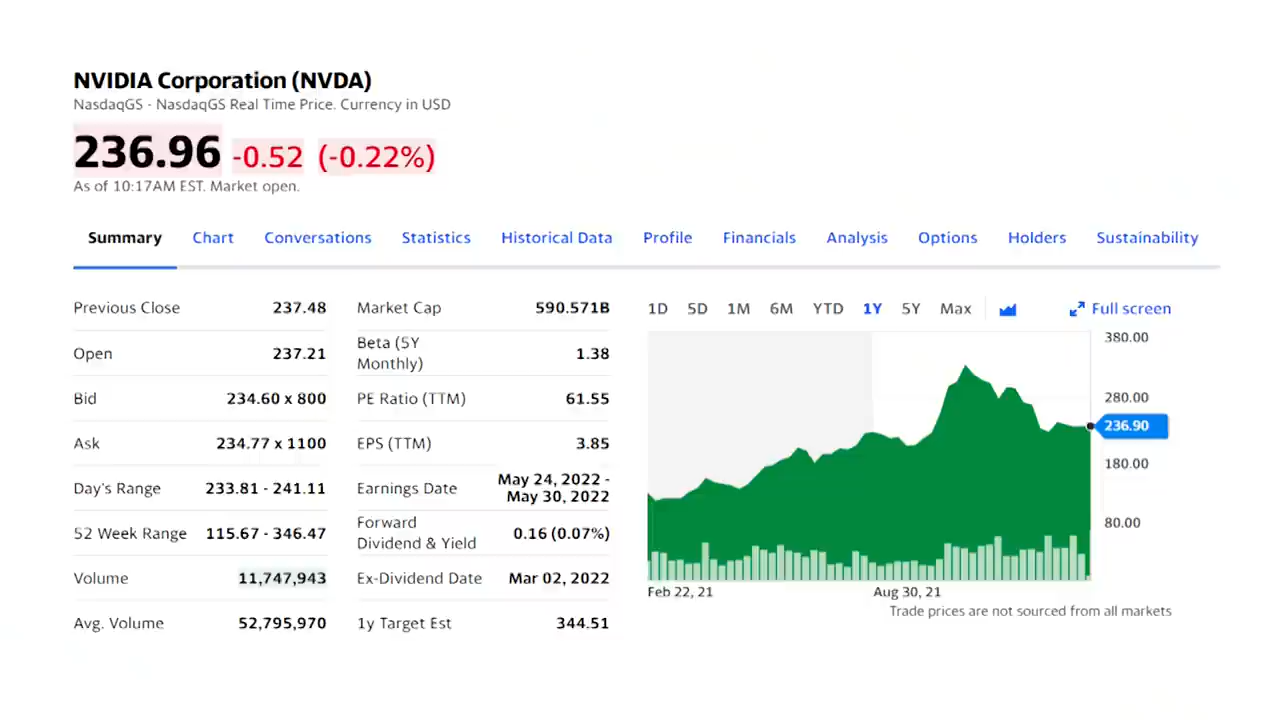 NVIDIA Corporation (NVDA)
NasdaqGS - NasdaqGS Real Time Price. Currency in USD
236.96 -0.52 (-0.22%)
As of 10:17AM EST. Market open.
Summary Chart Conversations Statistics Historical Data Profile Financials Analysis Options Holders Sustainability
Previous Close 237.48
Open 237.21
Bid 234.60 x 800
Ask 234.77 x 1100
Day's Range 233.81 - 241.11
52 Week Range 115.67 - 346.47
Volume 11,747,943
Avg. Volume 52,795,970
Market Cap 590.571B
Beta (5Y
Monthly) 1.38
PE Ratio (TTM) 61.55
EPS (TTM) 3.85
Earnings Date May 24, 2022 -
May 30, 2022
Forward
Dividend & Yield 0.16 (0.07%)
Ex-Dividend Date Mar 02, 2022
1y Target Est 344.51
1D 5D 1M 6M YTD 1Y 5Y Max Full screen
380.00
280.00
236.90
180.00
80.00
Feb 22, 21 Aug 30, 21
Trade prices are not sourced from all markets